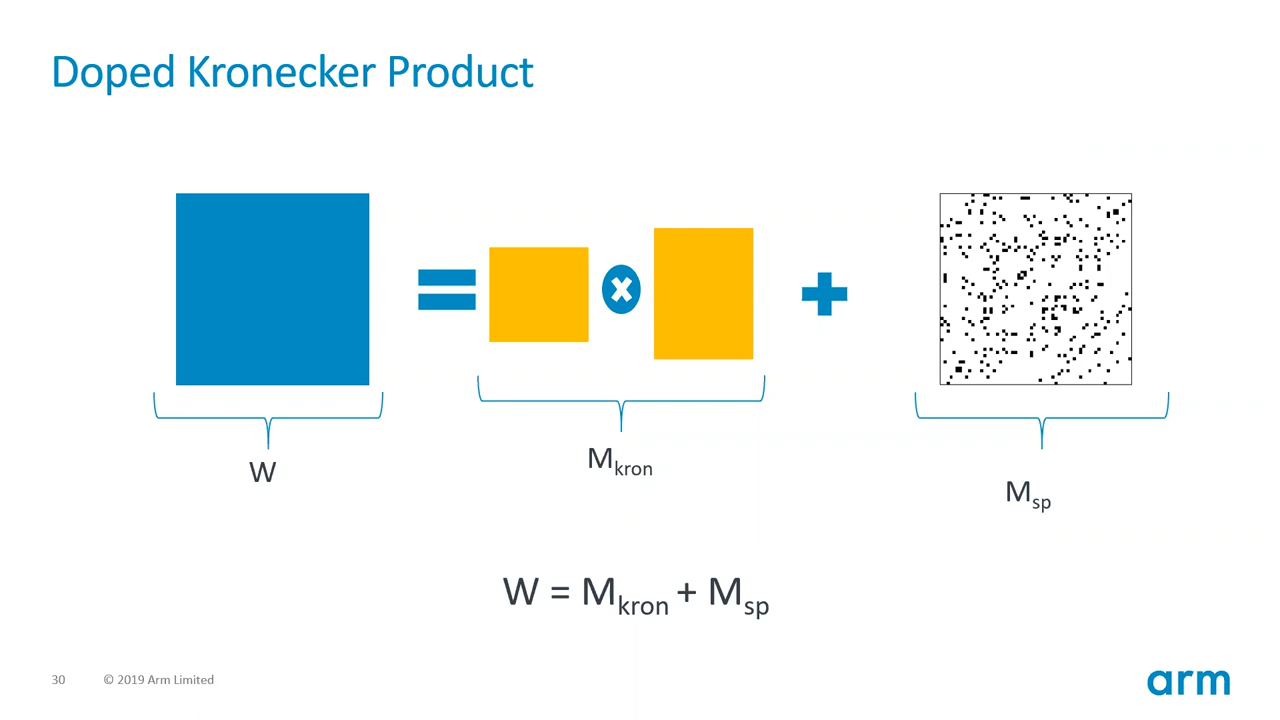 Doped Kronecker Product
W
Mkron
Msp
W = Mkron + Msp
30 © 2019 Arm Limited
arm